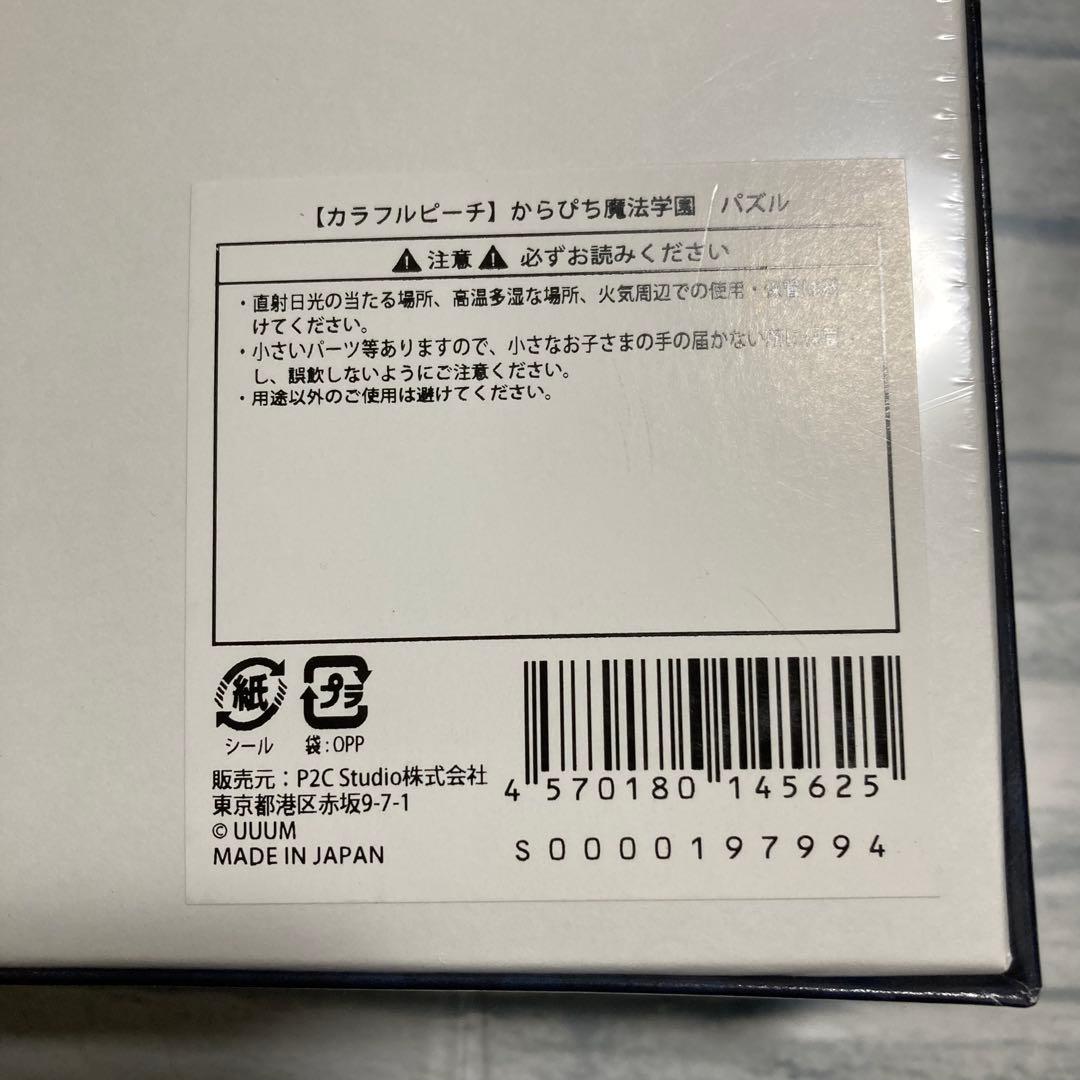 【カラフルピーチ】からぴち魔法学園　パズル
注意 必ずお読みください
・直射日光の当たる場所、高温多湿な場所、火気周辺での使用・
けてください。
・小さいパーツ等ありますので、小さなお子さまの手の届かない
し、誤飲しないようにご注意ください。
・用途以外のご使用は避けてください。
紙 プラ
シール 袋:OPP
販売元：P2C Studio株式会社
東京都港区赤坂9-7-1
© UUUM
MADE IN JAPAN
4 570180 145625
S0000197994